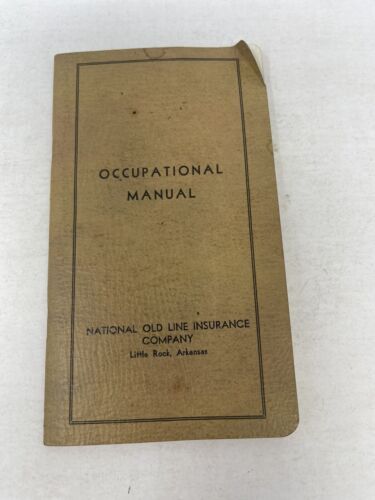 OCCUPATIONAL
MANUAL
NATIONAL OLD LINE INSURANCE
COMPANY
Little Rock, Arkansas